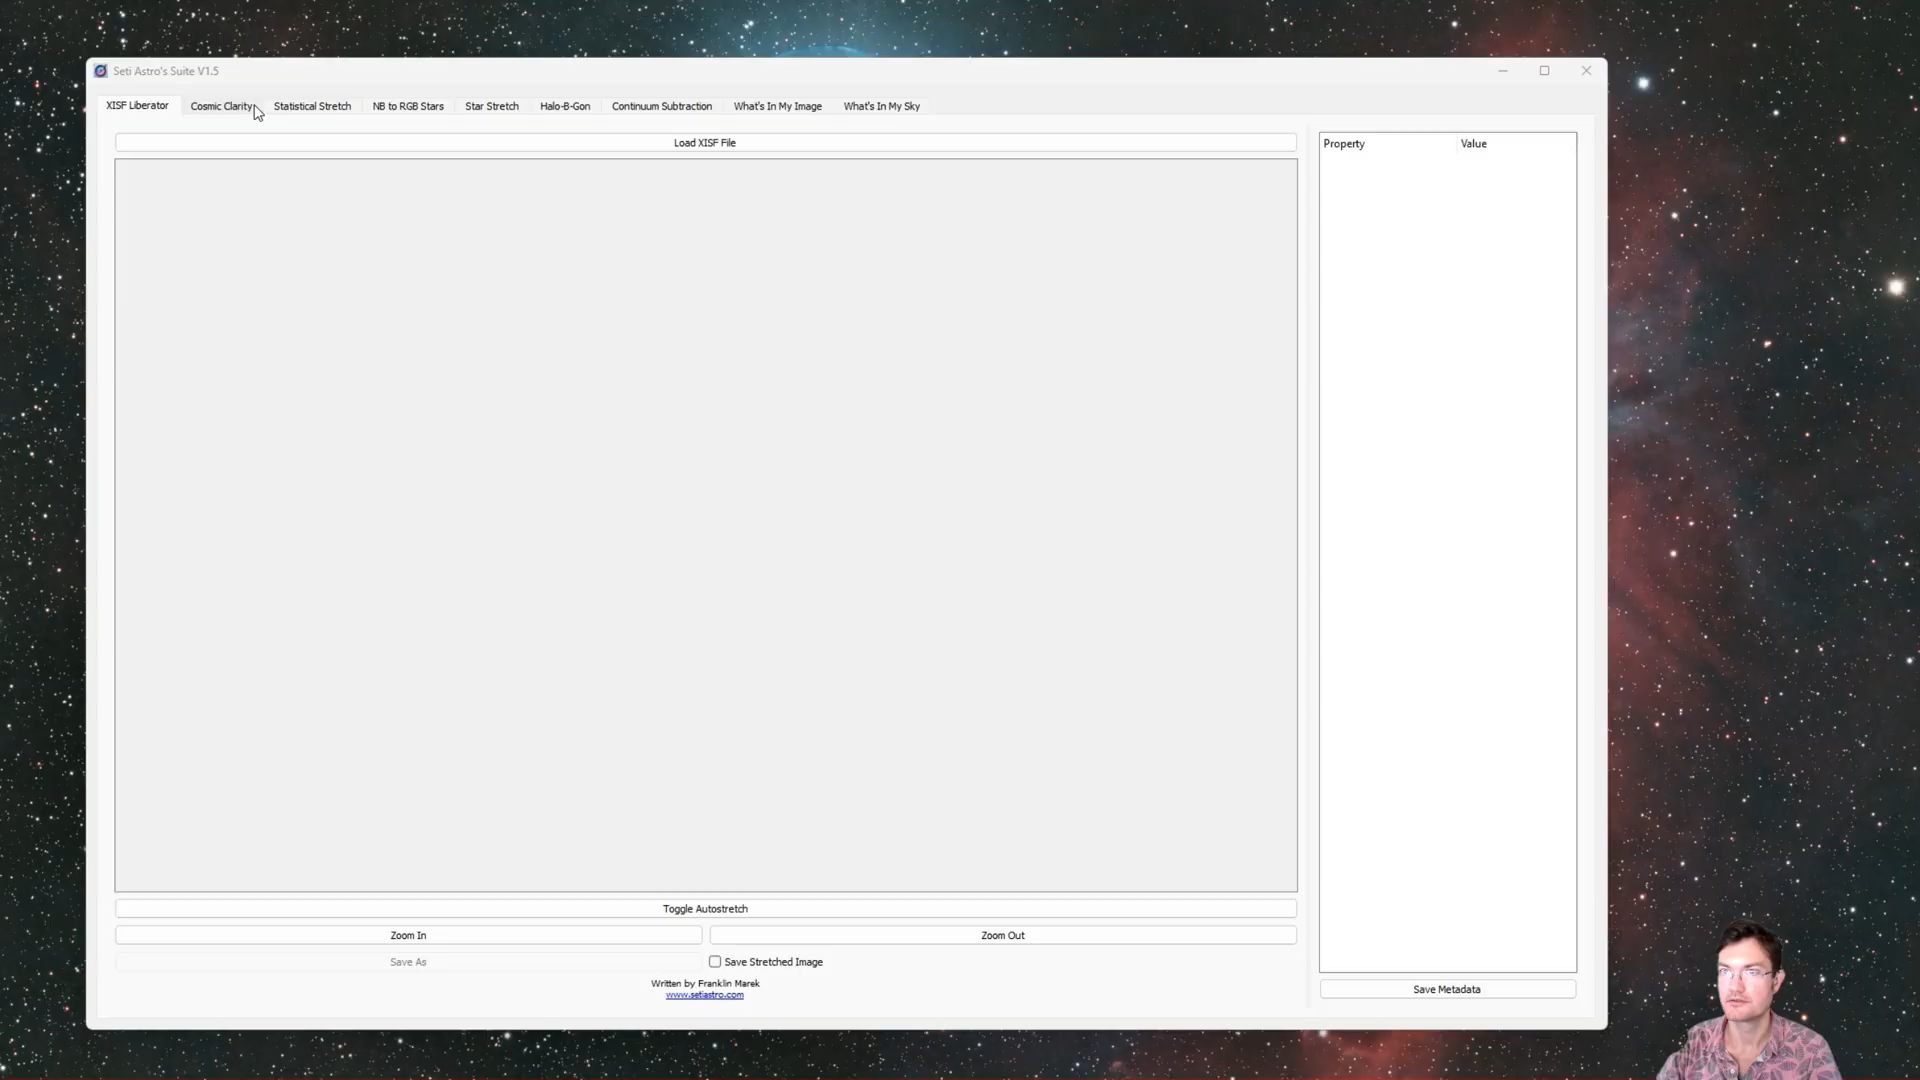 Seti Astro's Suite V1.5
XISF Liberator
Cosmic Clarity
Statistical Stretch
NB to RGB Stars
Star Stretch
Halo-B-Gon
Continuum Subtraction
What's In My Image
What's In My Sky
Load XISF File
Property
Value
Toggle Autostretch
Zoom In
Zoom Out
Save As
Save Stretched Image
Written by Franklin Marek
www.setiastro.com
Save Metadata